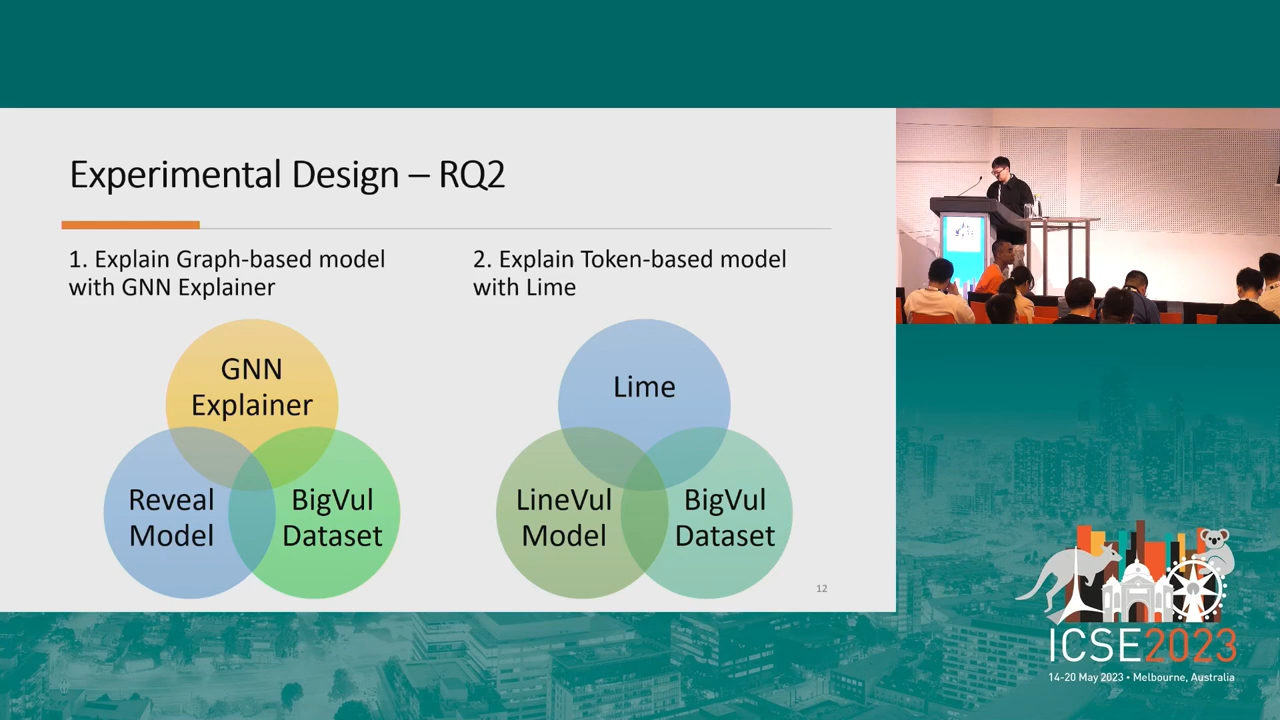 Experimental Design – RQ2
1. Explain Graph-based model
with GNN Explainer
2. Explain Token-based model
with Lime
GNN
Explainer
Reveal
Model
BigVul
Dataset
Lime
LineVul
Model
BigVul
Dataset
12
ICSE2023
14-20 May 2023 • Melbourne, Australia